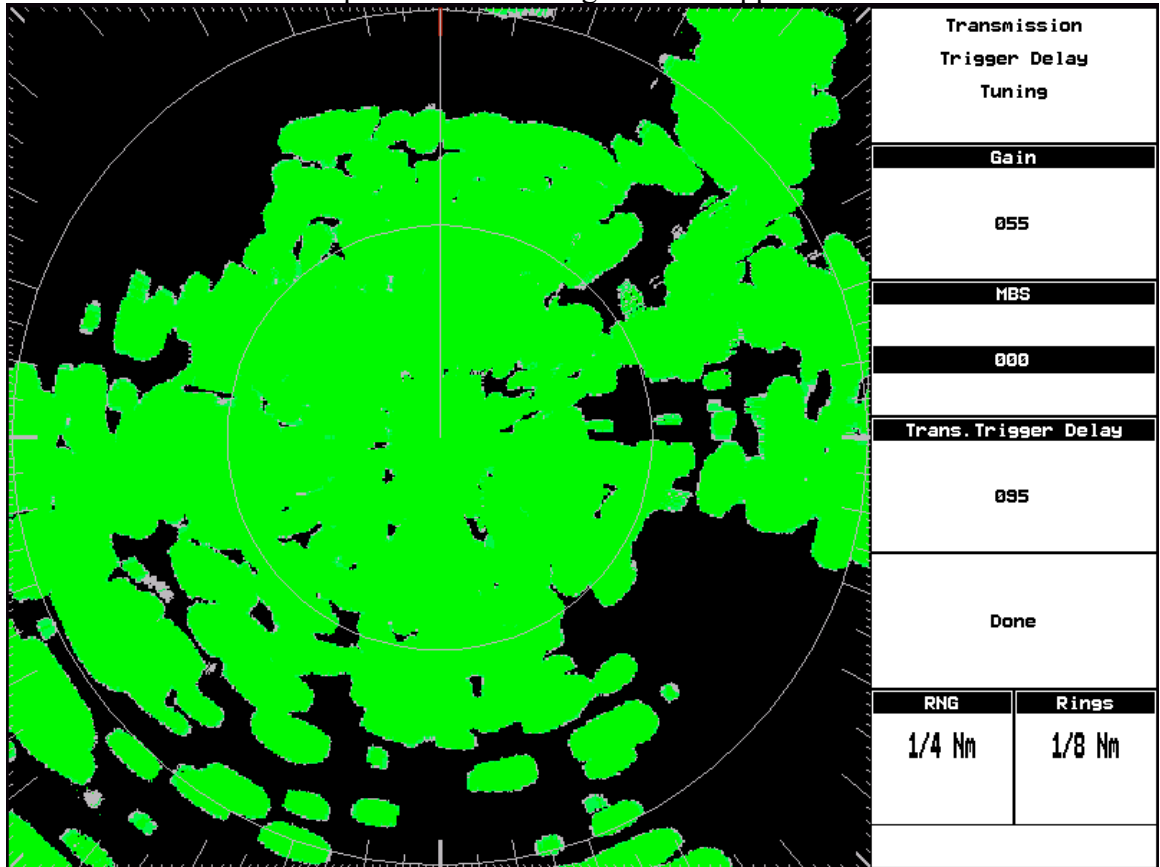 Transmission
Trigger Delay
Tuning
Gain
055
MBS
000
Trans.Trigger Delay
095
Done
RNG
Rings
1/4 Nm
1/8 Nm